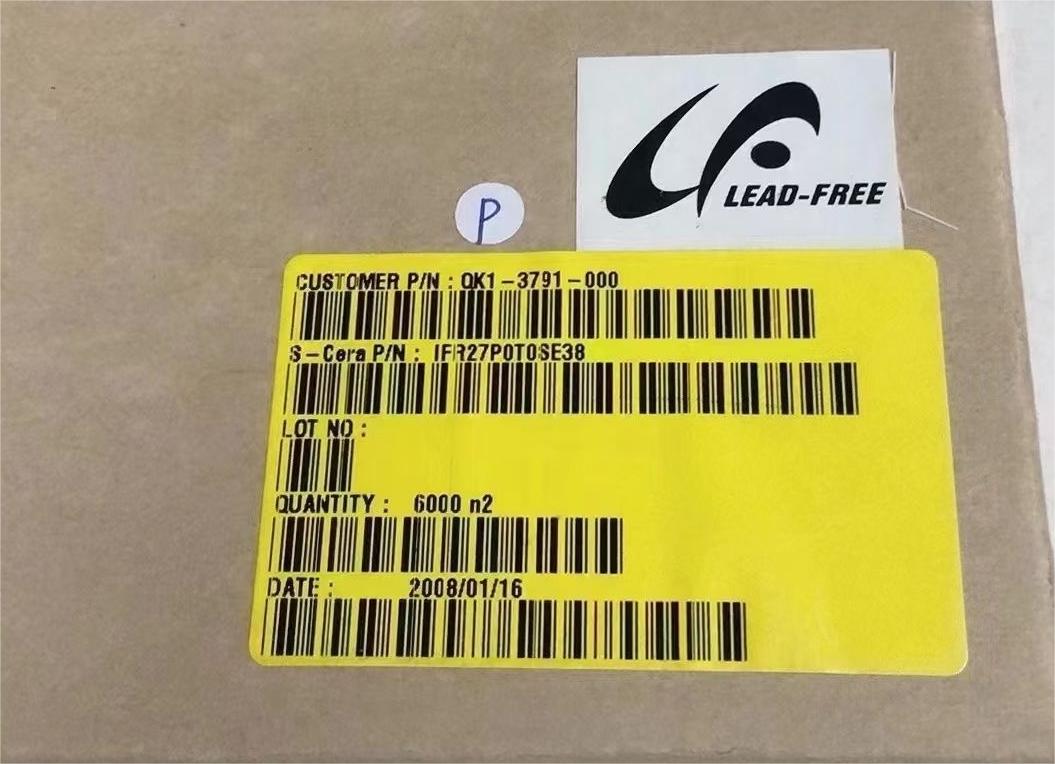 LEAD-FREE
P
CUSTOMER P/N : QK1-3791-000
S-Cera P/N : IFR27P0T0SE38
LOT NO :
QUANTITY : 6000 n2
DATE : 2008/01/16